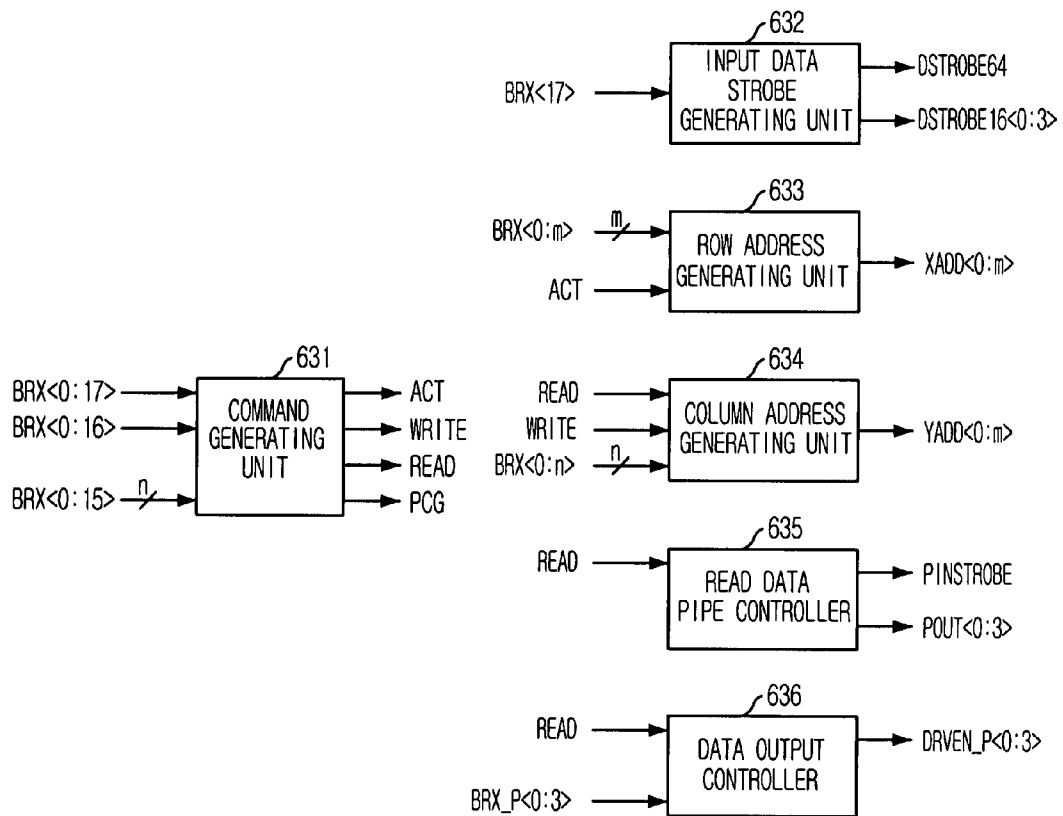 632
BRX<17>
INPUT DATA
STROBE
GENERATING UNIT
DSTROBE64
DSTROBE16<0:3>
633
BRX<0:m>
m
ACT
ROW ADDRESS
GENERATING UNIT
XADD<0:m>
631
BRX<0:17>
BRX<0:16>
BRX<0:15>
n
COMMAND
GENERATING
UNIT
ACT
WRITE
READ
PCG
634
READ
WRITE
BRX<0:n>
n
COLUMN ADDRESS
GENERATING UNIT
YADD<0:m>
635
READ
READ DATA
PIPE CONTROLLER
PINSTROBE
POUT<0:3>
636
READ
BRX_P<0:3>
DATA OUTPUT
CONTROLLER
DRVEN_P<0:3>